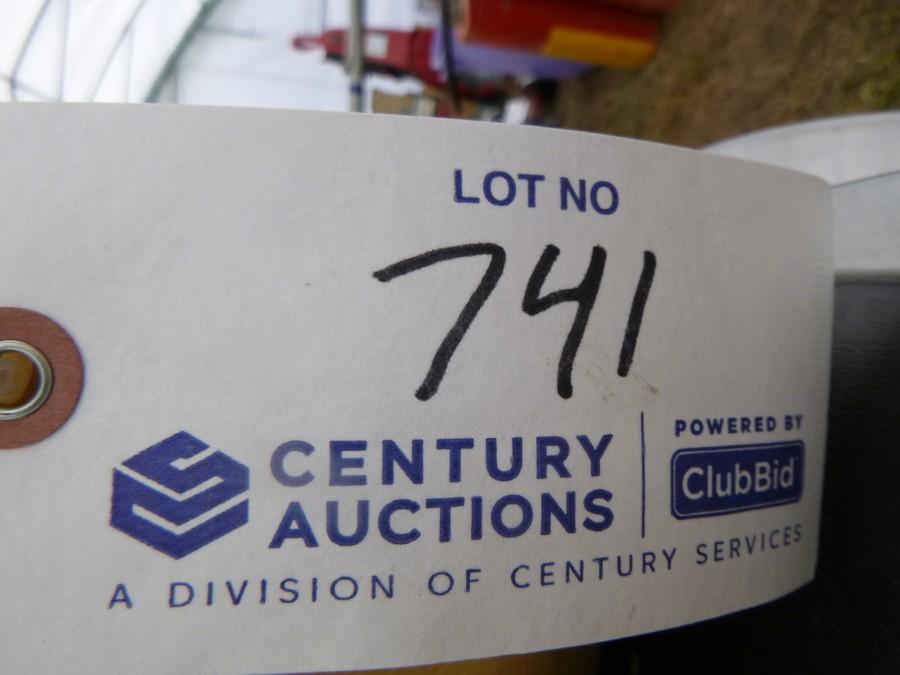 LOT NO
741
CENTURY
AUCTIONS
POWERED BY
ClubBid
A DIVISION OF CENTURY SERVICES